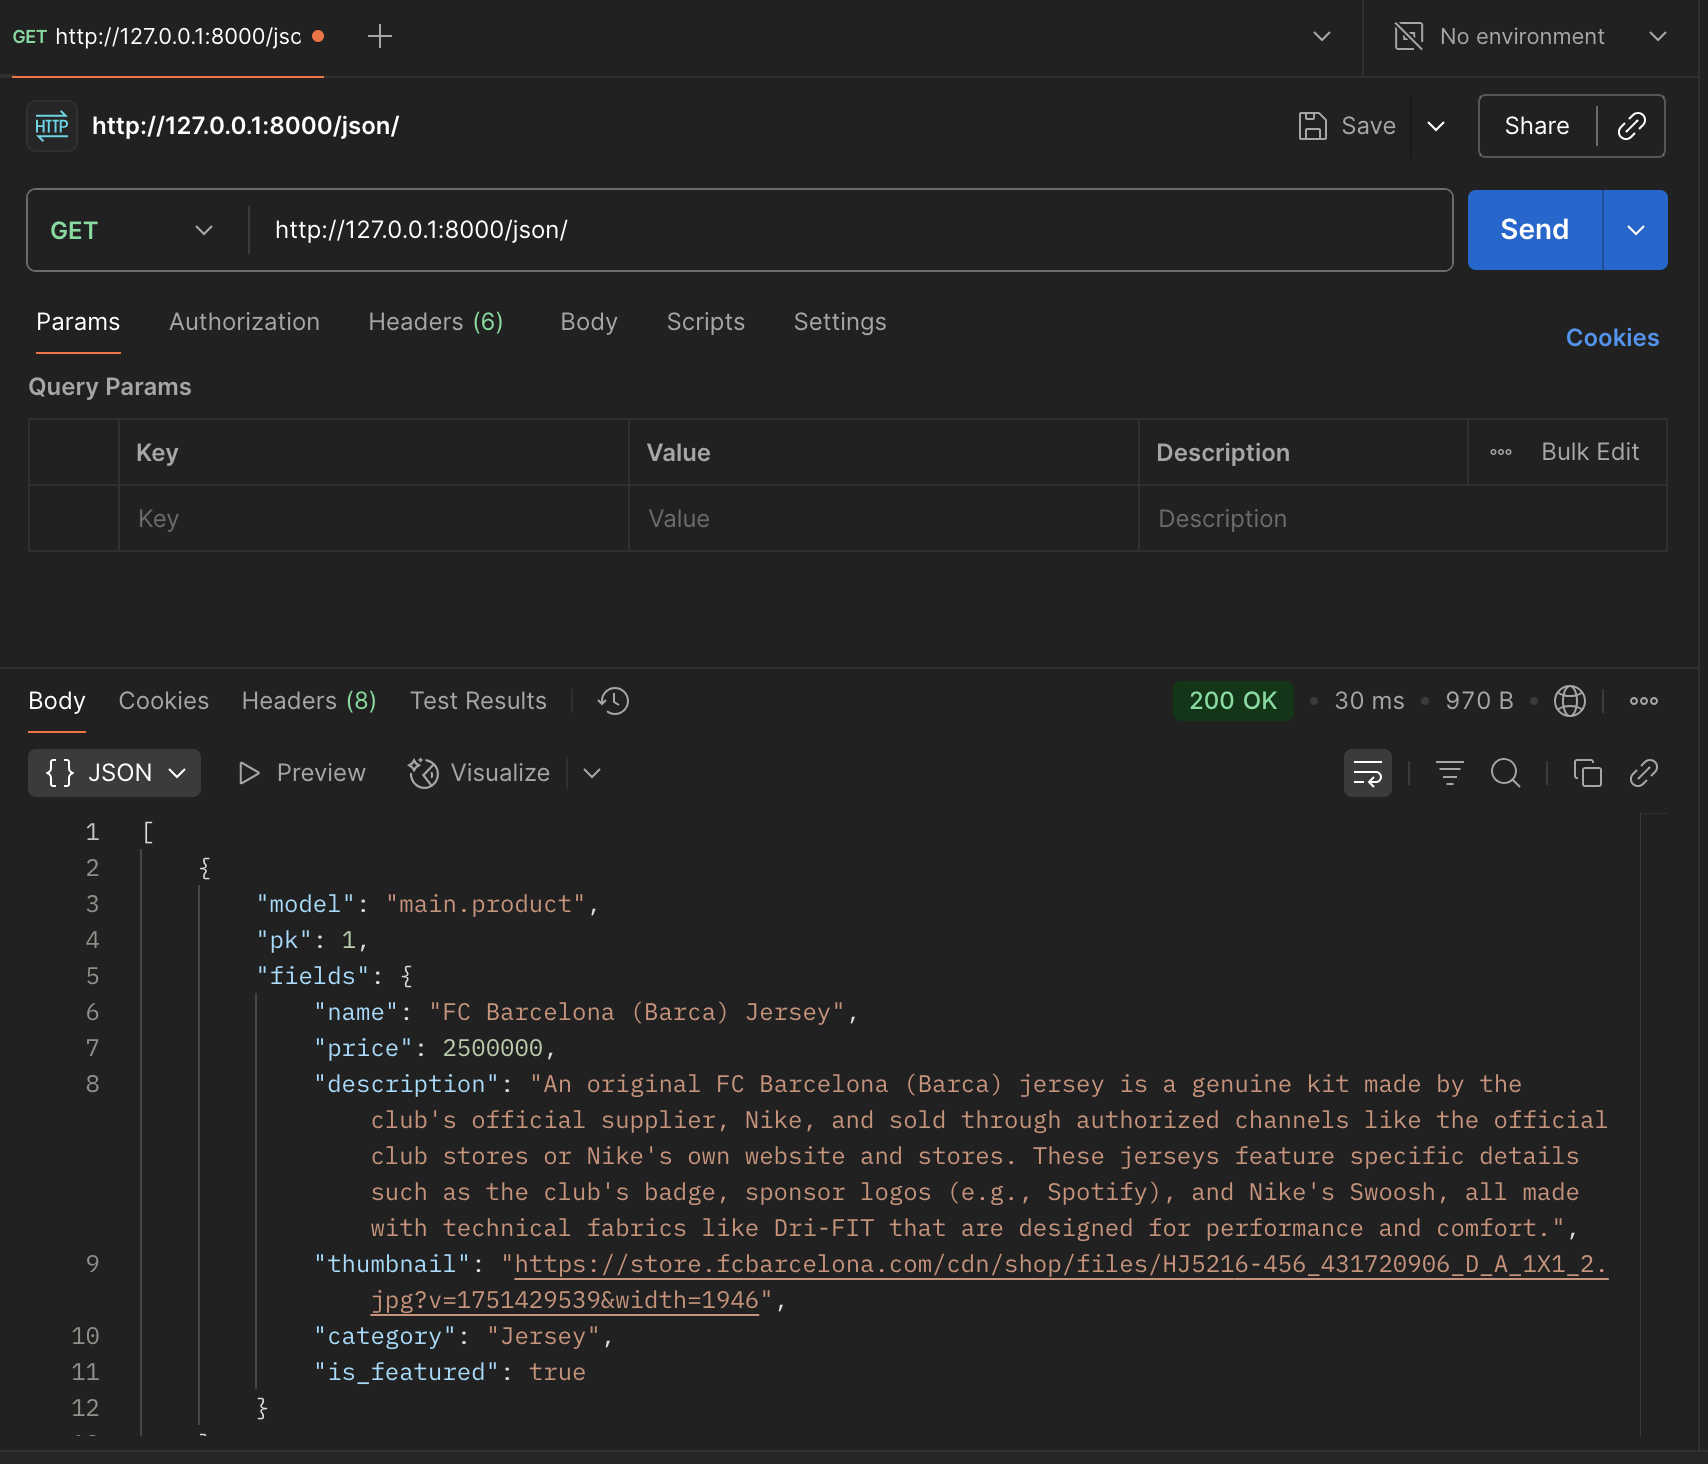 GET http://127.0.0.1:8000/jsc
No environment
HTTP http://127.0.0.1:8000/json/
Save
Share
GET
http://127.0.0.1:8000/json/
Send
Params Authorization Headers (6) Body Scripts Settings
Cookies
Query Params
Key Value Description Bulk Edit
Key Value Description
Body Cookies Headers (8) Test Results
200 OK • 30 ms • 970 B •
{} JSON Preview Visualize
1 [
2 {
3 "model": "main.product",
4 "pk": 1,
5 "fields": {
6 "name": "FC Barcelona (Barca) Jersey",
7 "price": 2500000,
8 "description": "An original FC Barcelona (Barca) jersey is a genuine kit made by the
club's official supplier, Nike, and sold through authorized channels like the official
club stores or Nike's own website and stores. These jerseys feature specific details
such as the club's badge, sponsor logos (e.g., Spotify), and Nike's Swoosh, all made
with technical fabrics like Dri-FIT that are designed for performance and comfort.",
9 "thumbnail": "https://store.fcbarcelona.com/cdn/shop/files/HJ5216-456_431720906_D_A_1X1_2.
jpg?v=1751429539&width=1946",
10 "category": "Jersey",
11 "is_featured": true
12 }